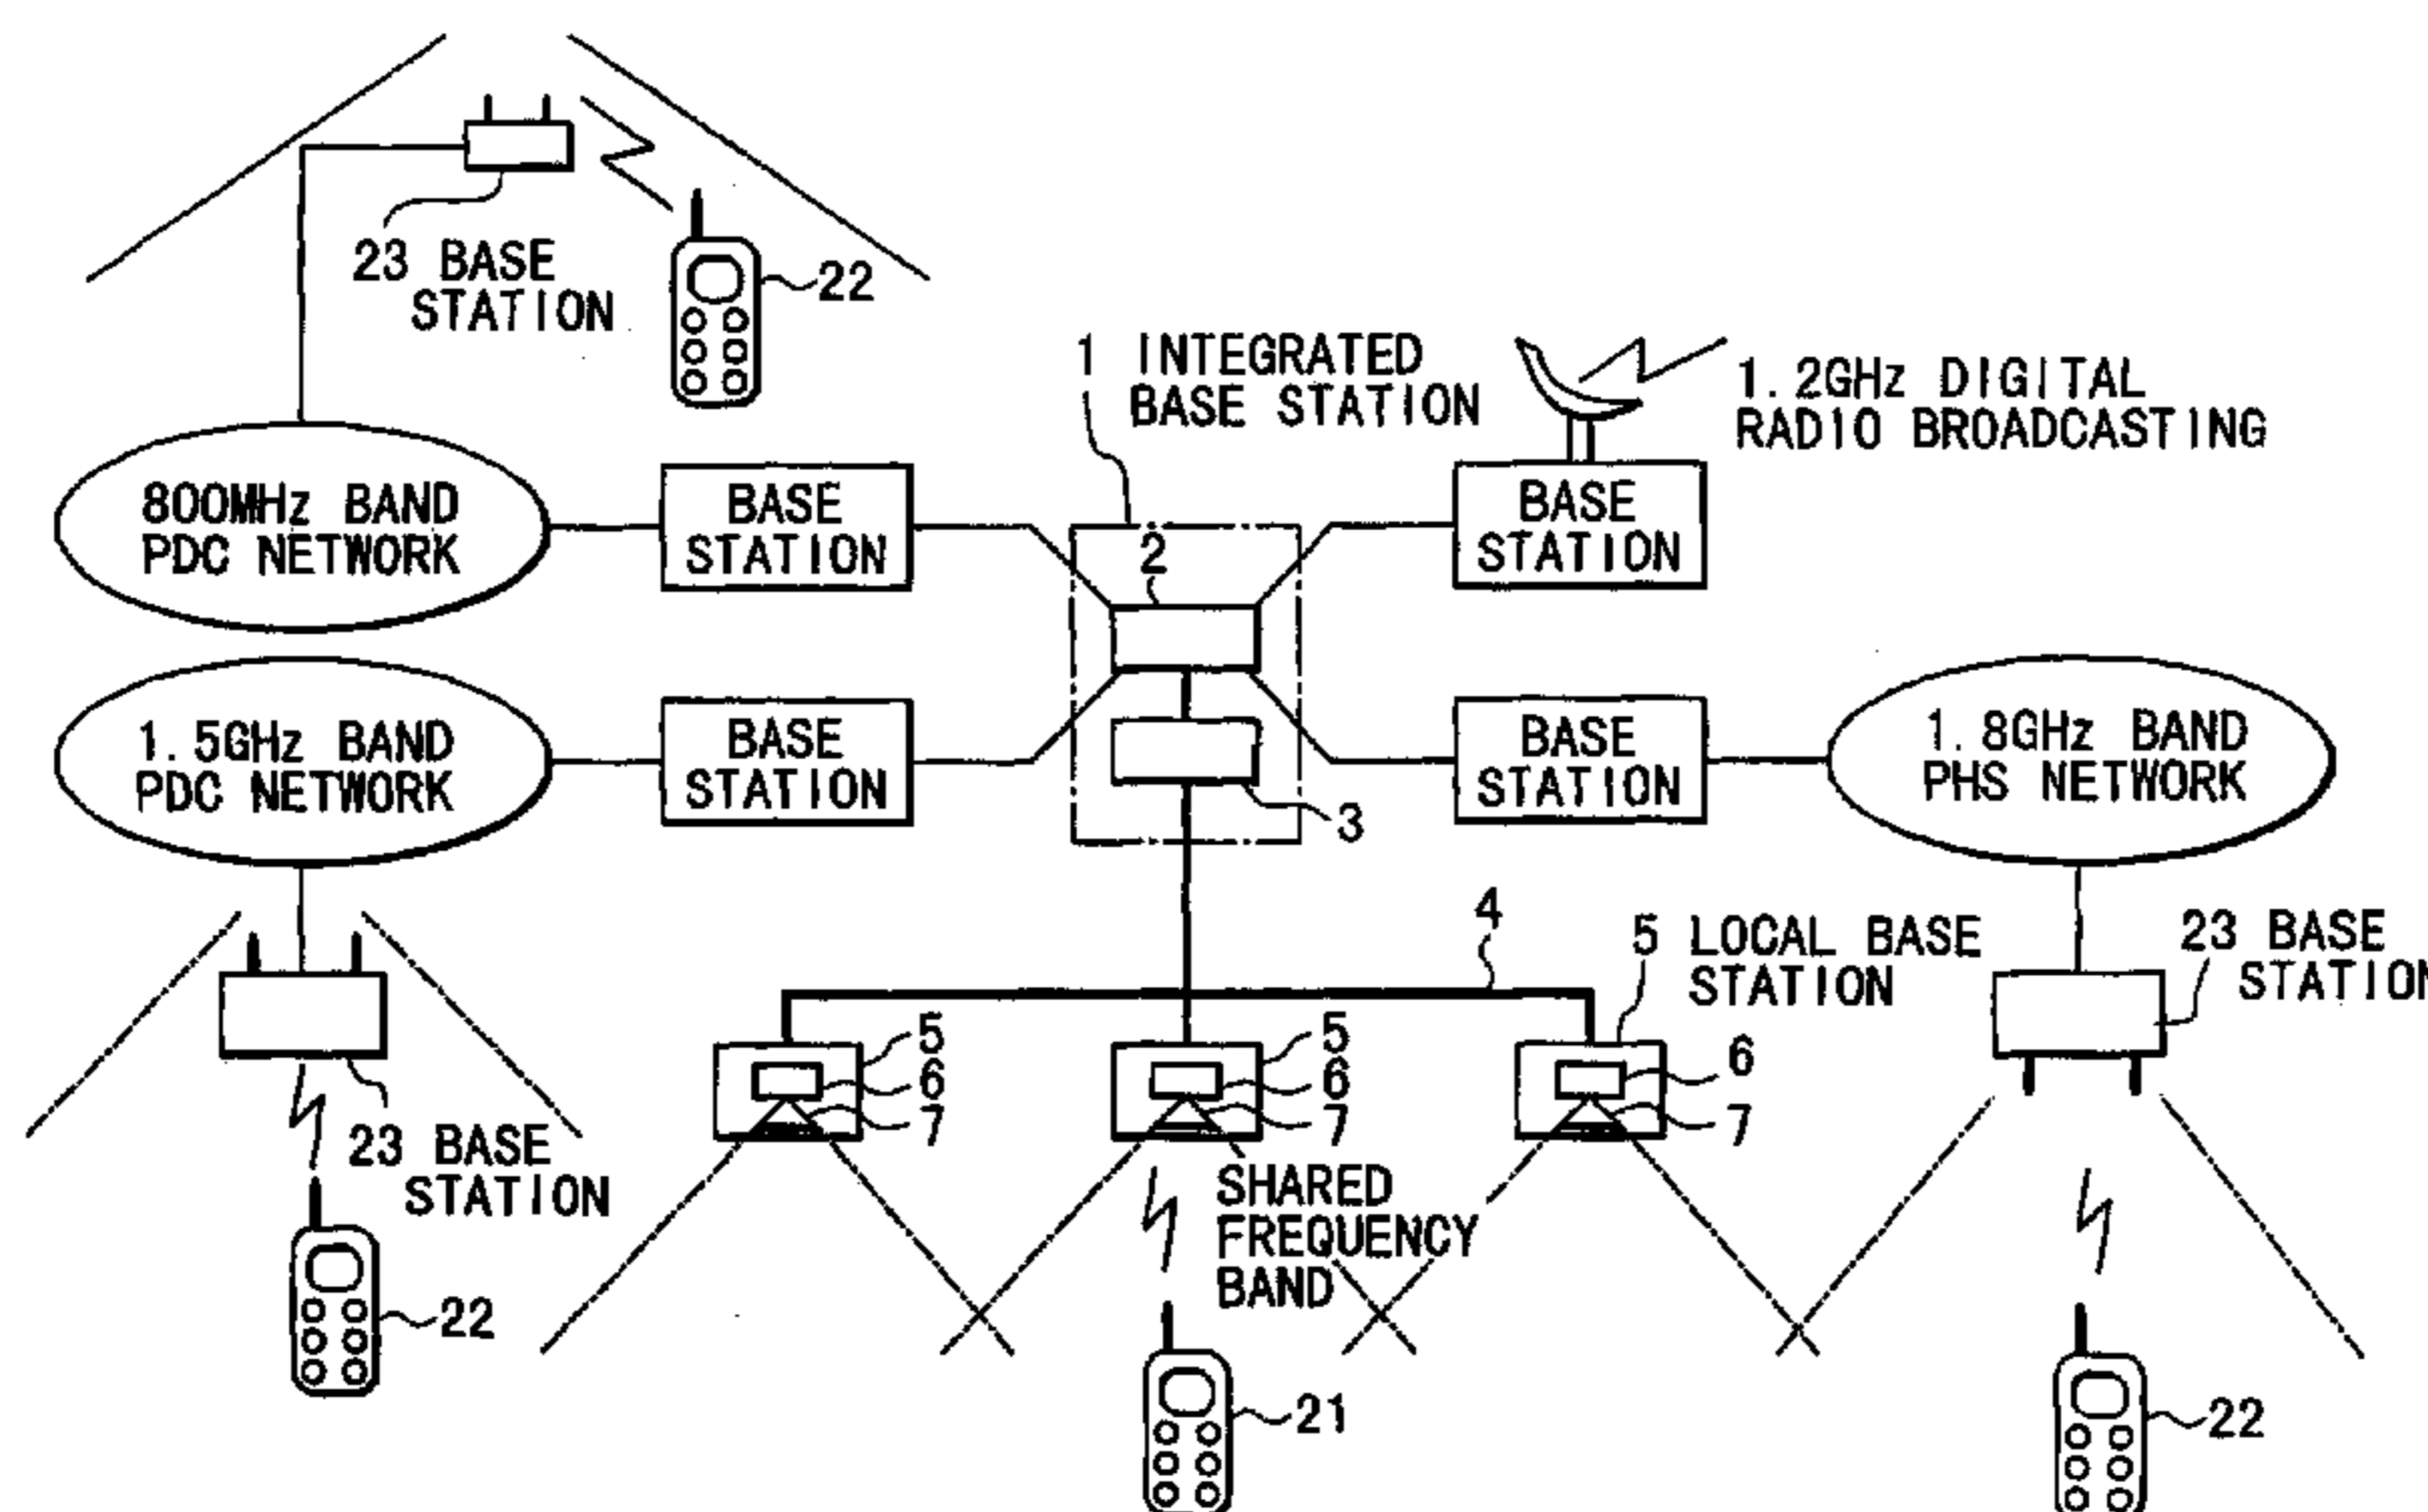 23 BASE
STATION
22
1 INTEGRATED
BASE STATION
1.2GHz DIGITAL
RADIO BROADCASTING
800MHz BAND
PDC NETWORK
BASE
STATION
2
BASE
STATION
1.5GHz BAND
PDC NETWORK
BASE
STATION
3
BASE
STATION
1.8GHz BAND
PHS NETWORK
4
5 LOCAL BASE
STATION
23 BASE
STATION
5
6
7
5
6
7
6
7
23 BASE
STATION
SHARED
FREQUENCY
BAND
22
21
22